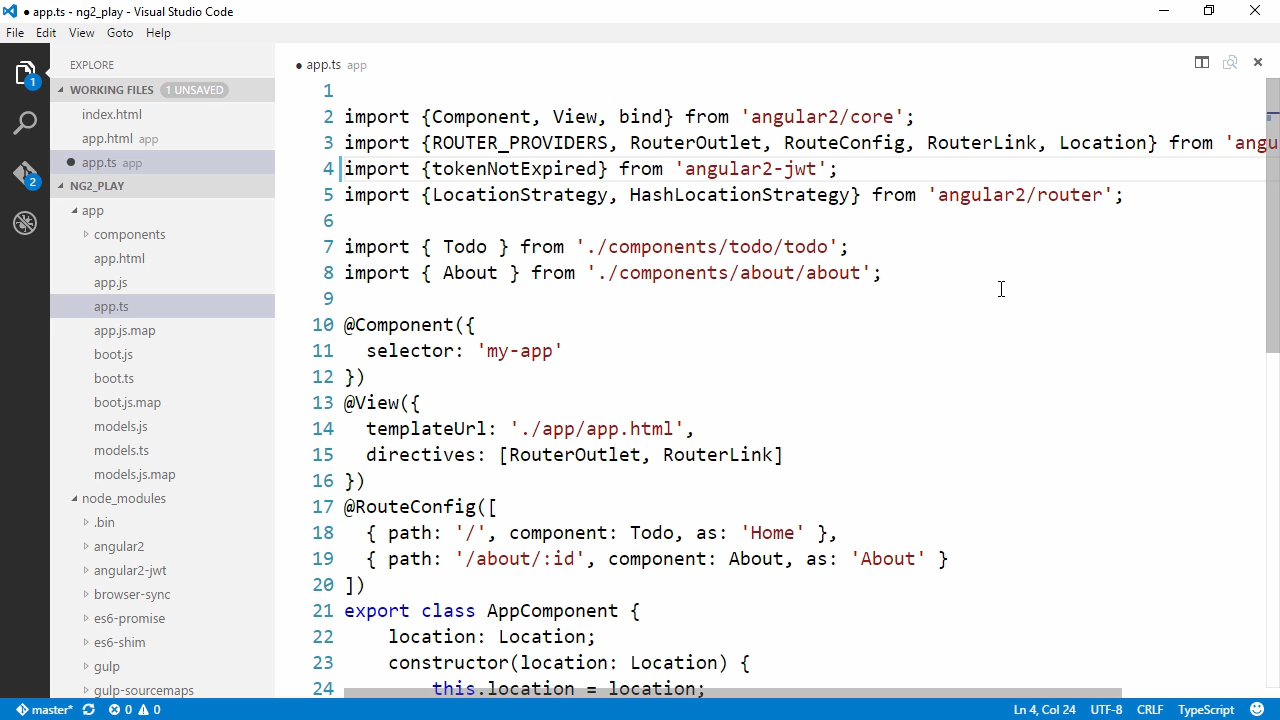 ● app.ts - ng2_play - Visual Studio Code
File Edit View Goto Help
EXPLORE
WORKING FILES 1 UNSAVED
index.html
app.html app
● app.ts app
NG2_PLAY
app
components
app.html
app.js
app.ts
app.js.map
boot.js
boot.ts
boot.js.map
models.js
models.ts
models.js.map
node_modules
.bin
angular2
angular2-jwt
browser-sync
es6-promise
es6-shim
gulp
gulp-sourcemaps
1
2
● app.ts app
1
2 import {Component, View, bind} from 'angular2/core';
3 import {ROUTER_PROVIDERS, RouterOutlet, RouteConfig, RouterLink, Location} from 'angu
4 import {tokenNotExpired} from 'angular2-jwt';
5 import {LocationStrategy, HashLocationStrategy} from 'angular2/router';
6
7 import { Todo } from './components/todo/todo';
8 import { About } from './components/about/about';
9
10 @Component({
11 selector: 'my-app'
12 })
13 @View({
14 templateUrl: './app/app.html',
15 directives: [RouterOutlet, RouterLink]
16 })
17 @RouteConfig([
18 { path: '/', component: Todo, as: 'Home' },
19 { path: '/about/:id', component: About, as: 'About' }
20 ])
21 export class AppComponent {
22 location: Location;
23 constructor(location: Location) {
24 this.location = location;
master* 0 0 Ln 4, Col 24 UTF-8 CRLF TypeScript